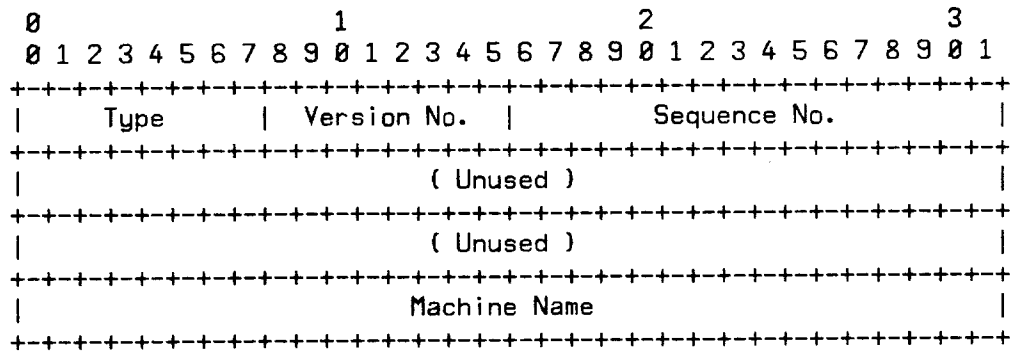 0                   1                   2                   3
0 1 2 3 4 5 6 7 8 9 0 1 2 3 4 5 6 7 8 9 0 1 2 3 4 5 6 7 8 9 0 1
+-+-+-+-+-+-+-+-+-+-+-+-+-+-+-+-+-+-+-+-+-+-+-+-+-+-+-+-+-+-+-+-+
| Type | Version No. | Sequence No. |
+-+-+-+-+-+-+-+-+-+-+-+-+-+-+-+-+-+-+-+-+-+-+-+-+-+-+-+-+-+-+-+-+
| ( Unused ) |
+-+-+-+-+-+-+-+-+-+-+-+-+-+-+-+-+-+-+-+-+-+-+-+-+-+-+-+-+-+-+-+-+
| ( Unused ) |
+-+-+-+-+-+-+-+-+-+-+-+-+-+-+-+-+-+-+-+-+-+-+-+-+-+-+-+-+-+-+-+-+
| Machine Name |
+-+-+-+-+-+-+-+-+-+-+-+-+-+-+-+-+-+-+-+-+-+-+-+-+-+-+-+-+-+-+-+-+